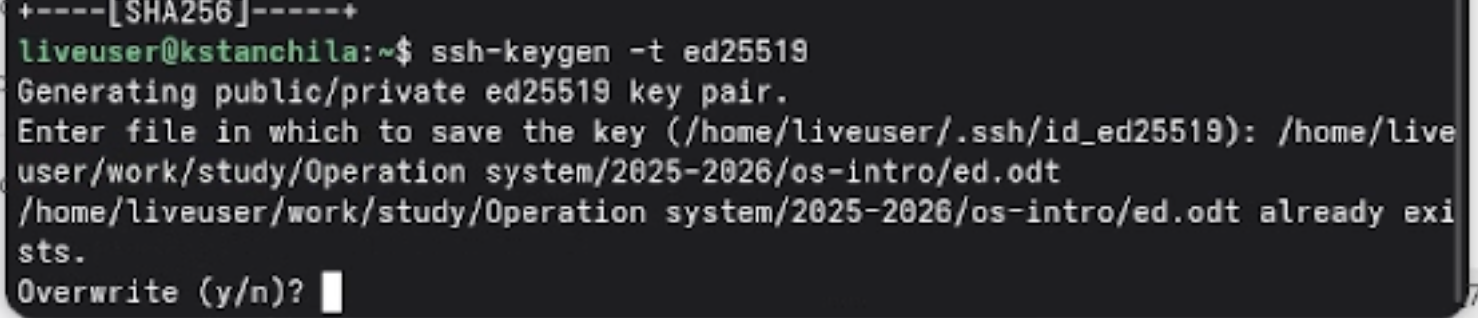 +----[SHA256]-----+
liveuser@kstanchila:~$ ssh-keygen -t ed25519
Generating public/private ed25519 key pair.
Enter file in which to save the key (/home/liveuser/.ssh/id_ed25519): /home/live
user/work/study/Operation system/2025-2026/os-intro/ed.odt
/home/liveuser/work/study/Operation system/2025-2026/os-intro/ed.odt already exi
sts.
Overwrite (y/n)?